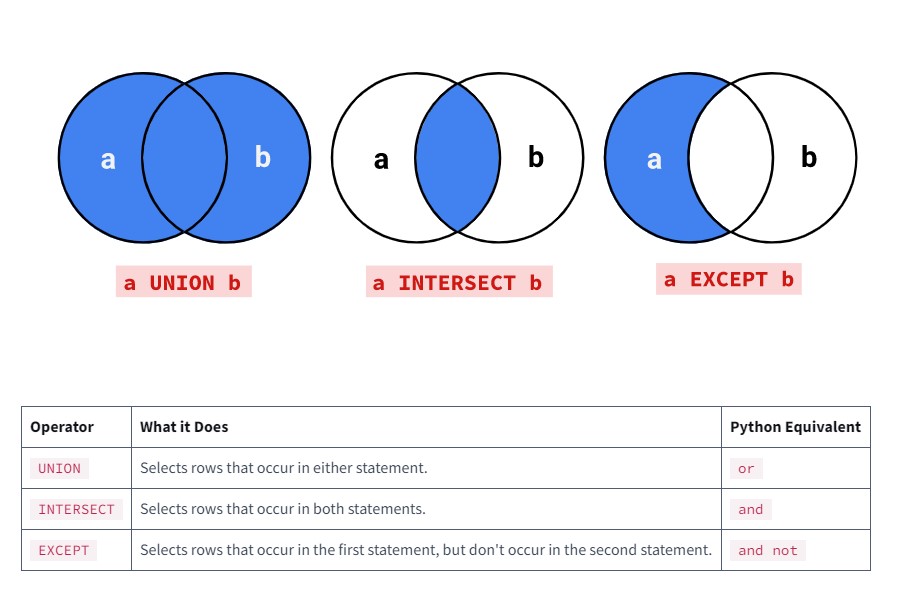 a b a b a b
a UNION b a INTERSECT b a EXCEPT b
Operator What it Does Python Equivalent
UNION Selects rows that occur in either statement. or
INTERSECT Selects rows that occur in both statements. and
EXCEPT Selects rows that occur in the first statement, but don't occur in the second statement. and not